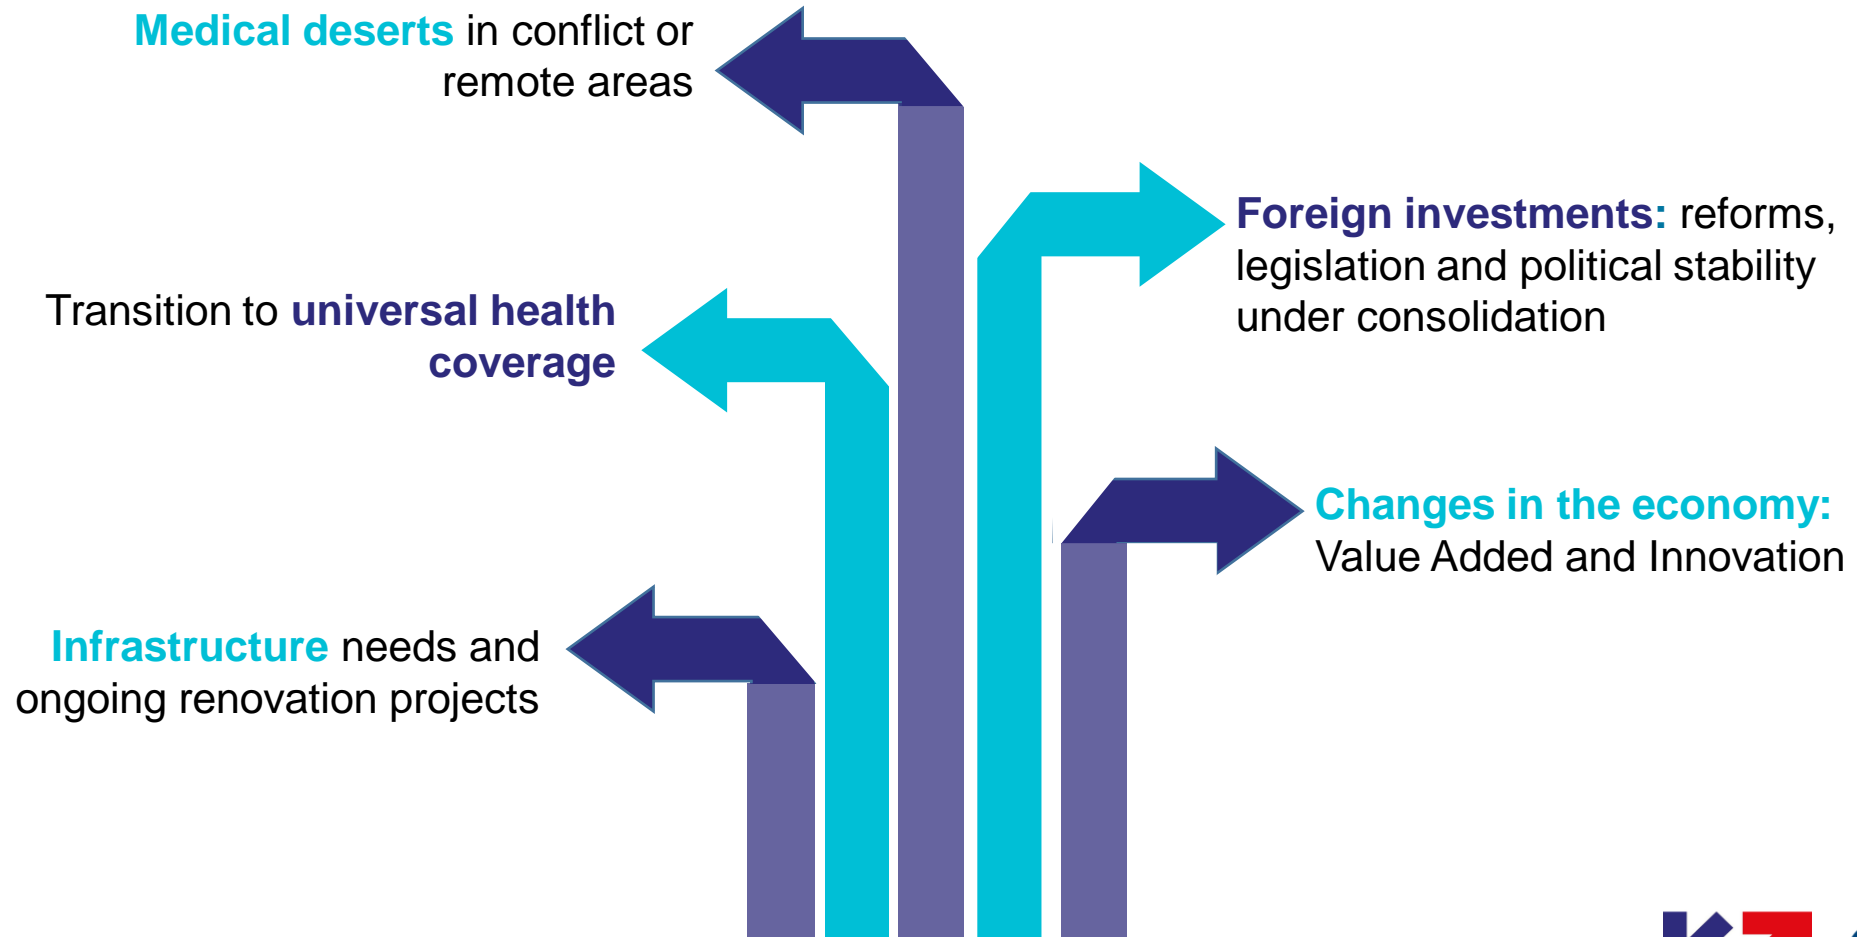 Medical deserts in conflict or
remote areas
Foreign investments: reforms,
legislation and political stability
under consolidation
Transition to universal health
coverage
Changes in the economy:
Value Added and Innovation
Infrastructure needs and
ongoing renovation projects